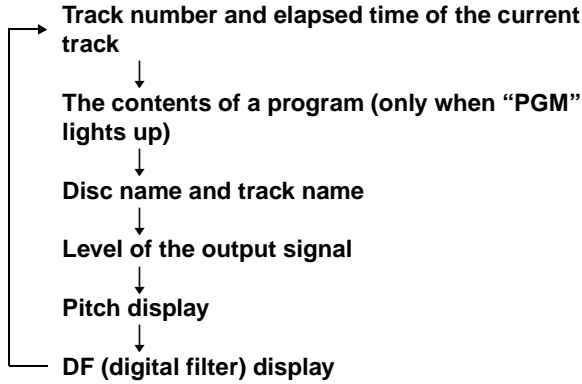 Track number and elapsed time of the current
track
The contents of a program (only when “PGM”
lights up)
Disc name and track name
Level of the output signal
Pitch display
DF (digital filter) display